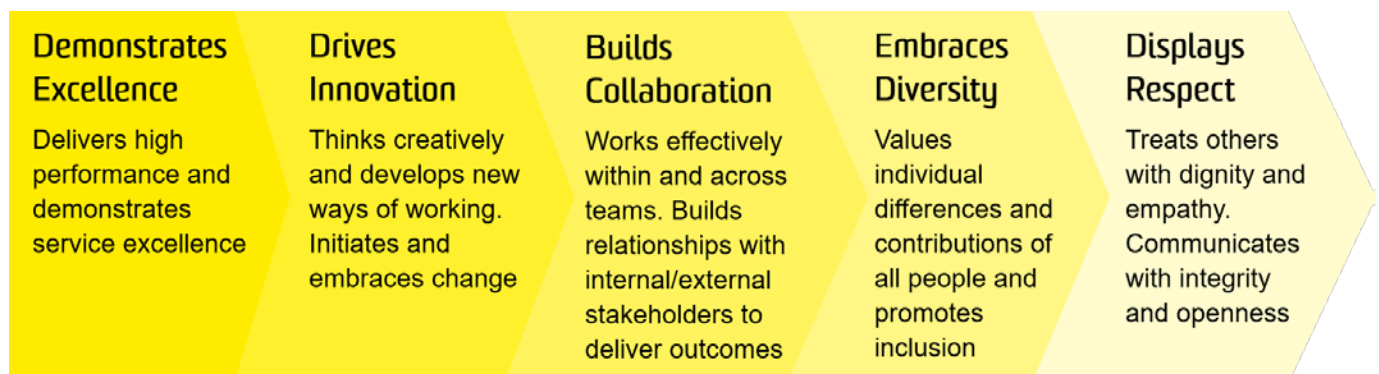 Demonstrates
Excellence
Delivers high
performance and
demonstrates
service excellence
Drives
Innovation
Thinks creatively
and develops new
ways of working.
Initiates and
embraces change
Builds
Collaboration
Works effectively
within and across
teams. Builds
relationships with
internal/external
stakeholders to
deliver outcomes
Embraces
Diversity
Values
individual
differences and
contributions of
all people and
promotes
inclusion
Displays
Respect
Treats others
with dignity and
empathy.
Communicates
with integrity
and openness